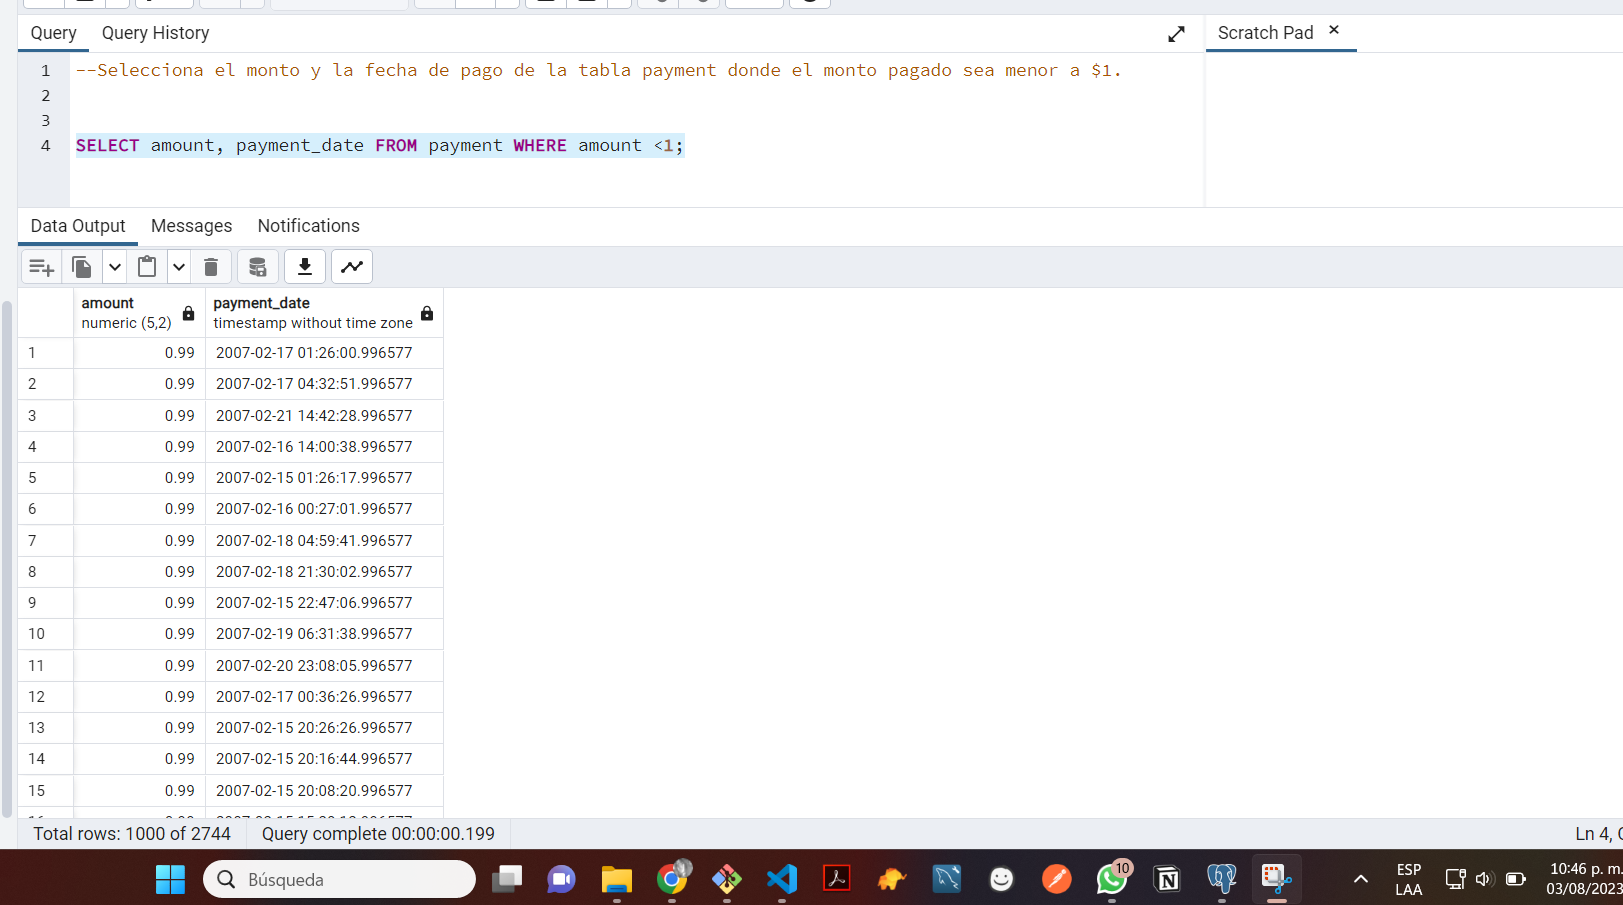 Query Query History Scratch Pad
1 --Selecciona el monto y la fecha de pago de la tabla payment donde el monto pagado sea menor a $1.
2
3
4 SELECT amount, payment_date FROM payment WHERE amount <1;
Data Output Messages Notifications
amount payment_date
numeric (5,2) timestamp without time zone
1 0.99 2007-02-17 01:26:00.996577
2 0.99 2007-02-17 04:32:51.996577
3 0.99 2007-02-21 14:42:28.996577
4 0.99 2007-02-16 14:00:38.996577
5 0.99 2007-02-15 01:26:17.996577
6 0.99 2007-02-16 00:27:01.996577
7 0.99 2007-02-18 04:59:41.996577
8 0.99 2007-02-18 21:30:02.996577
9 0.99 2007-02-15 22:47:06.996577
10 0.99 2007-02-19 06:31:38.996577
11 0.99 2007-02-20 23:08:05.996577
12 0.99 2007-02-17 00:36:26.996577
13 0.99 2007-02-15 20:26:26.996577
14 0.99 2007-02-15 20:16:44.996577
15 0.99 2007-02-15 20:08:20.996577
Total rows: 1000 of 2744 Query complete 00:00:00.199 Ln 4,
Búsqueda 10 ESP 10:46 p. m.
LAA 03/08/2023